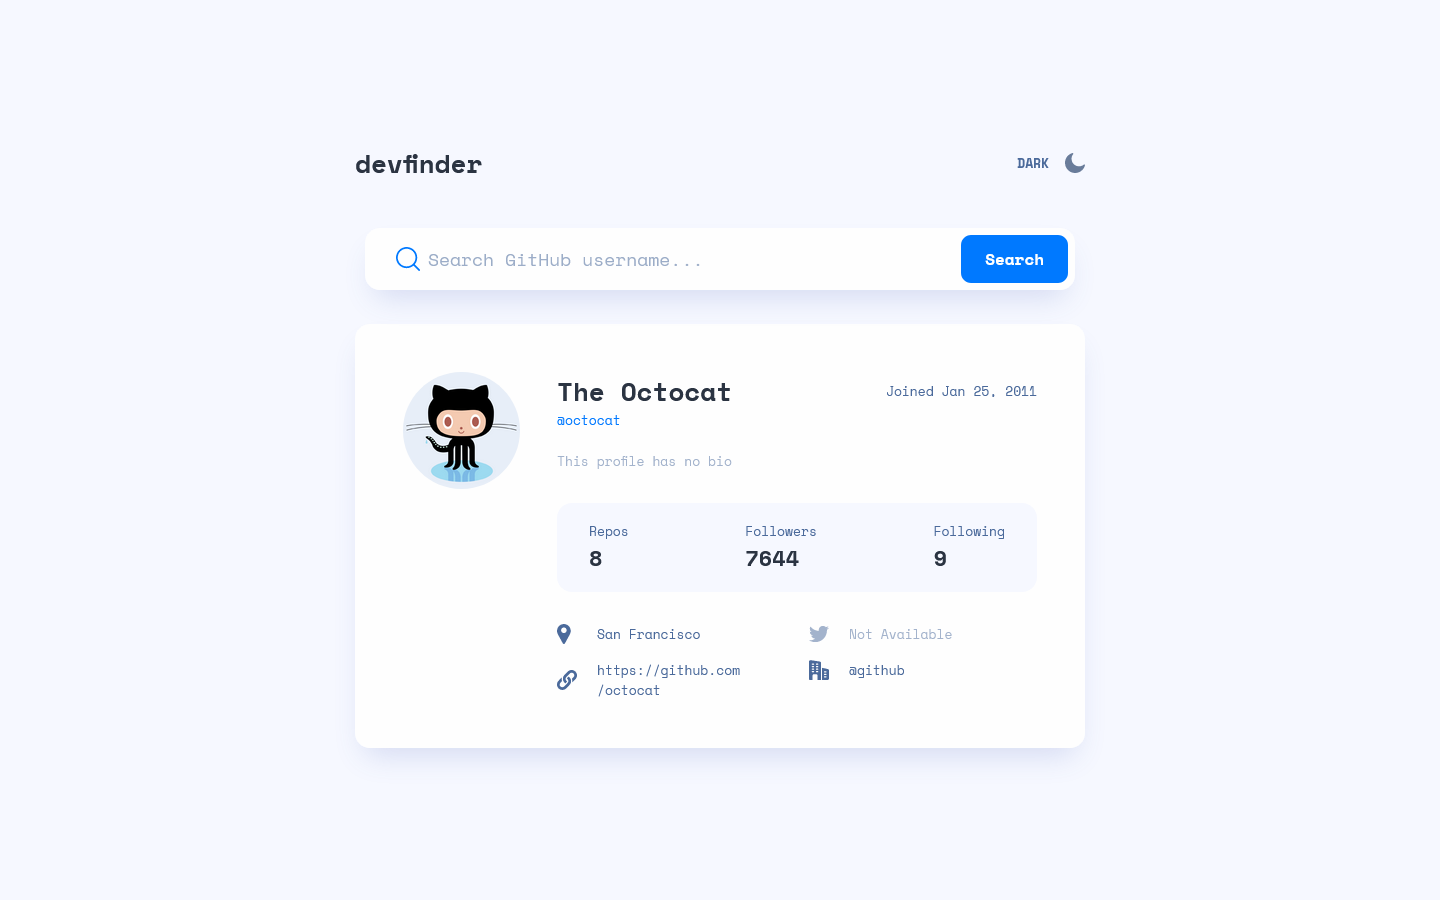 devfinder
DARK
Search GitHub username...
Search
The Octocat
Joined Jan 25, 2011
@octocat
This profile has no bio
Repos
Followers
Following
8
7644
9
San Francisco
Not Available
https://github.com
/octocat
@github